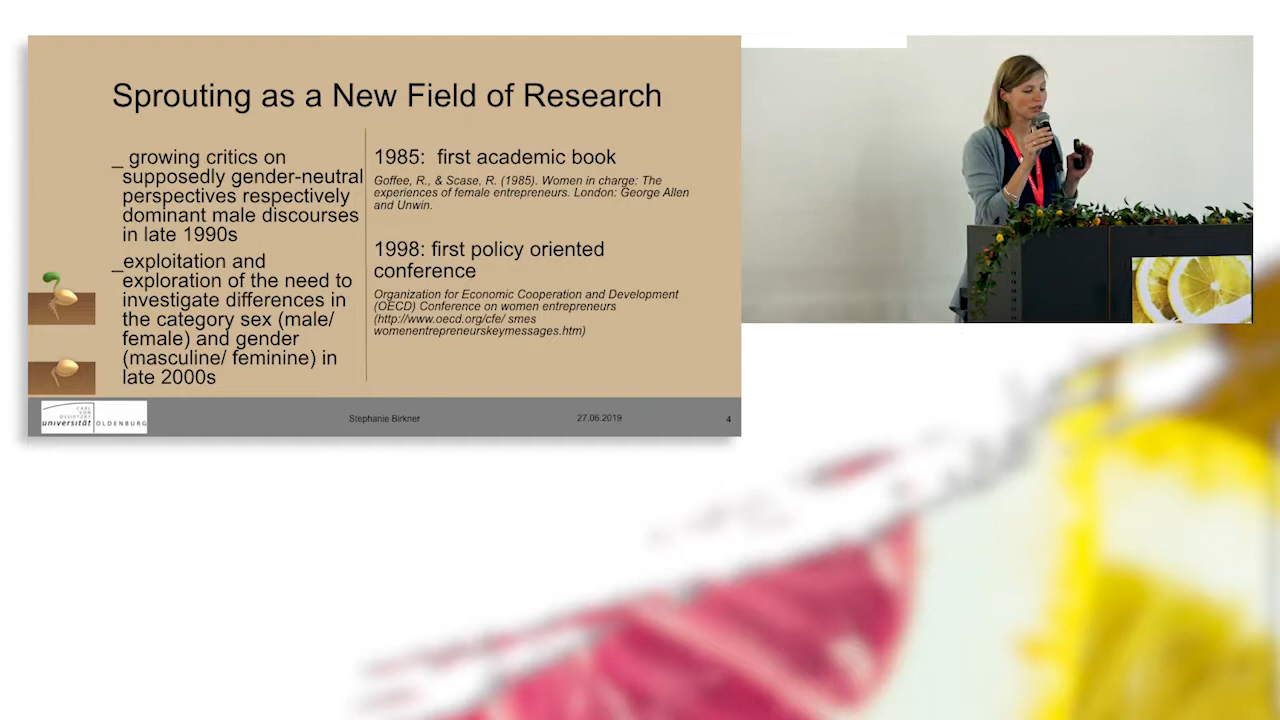 Sprouting as a New Field of Research
_ growing critics on
supposedly gender-neutral
perspectives respectively
dominant male discourses
in late 1990s
_exploitation and
exploration of the need to
investigate differences in
the category sex (male/
female) and gender
(masculine/ feminine) in
late 2000s
1985: first academic book
Goffee, R., & Scase, R. (1985). Women in charge: The
experiences of female entrepreneurs. London: George Allen
and Unwin.
1998: first policy oriented
conference
Organization for Economic Cooperation and Development
(OECD) Conference on women entrepreneurs
(http://www.oecd.org/cfe/ smes
womenentrepreneurskeymessages.htm)
CARL
VON
OSSIETZKY
universität OLDENBURG
Stephanie Birkner
27.06.2019
4